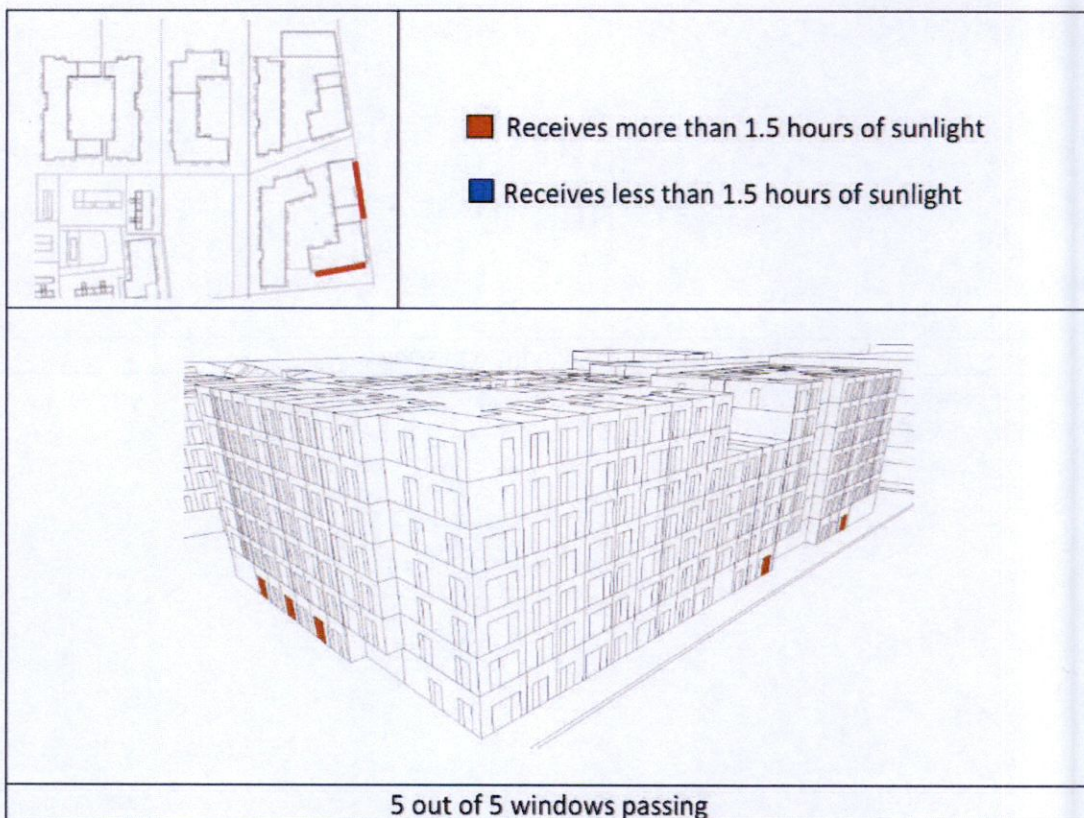 Receives more than 1.5 hours of sunlight
Receives less than 1.5 hours of sunlight
5 out of 5 windows passing